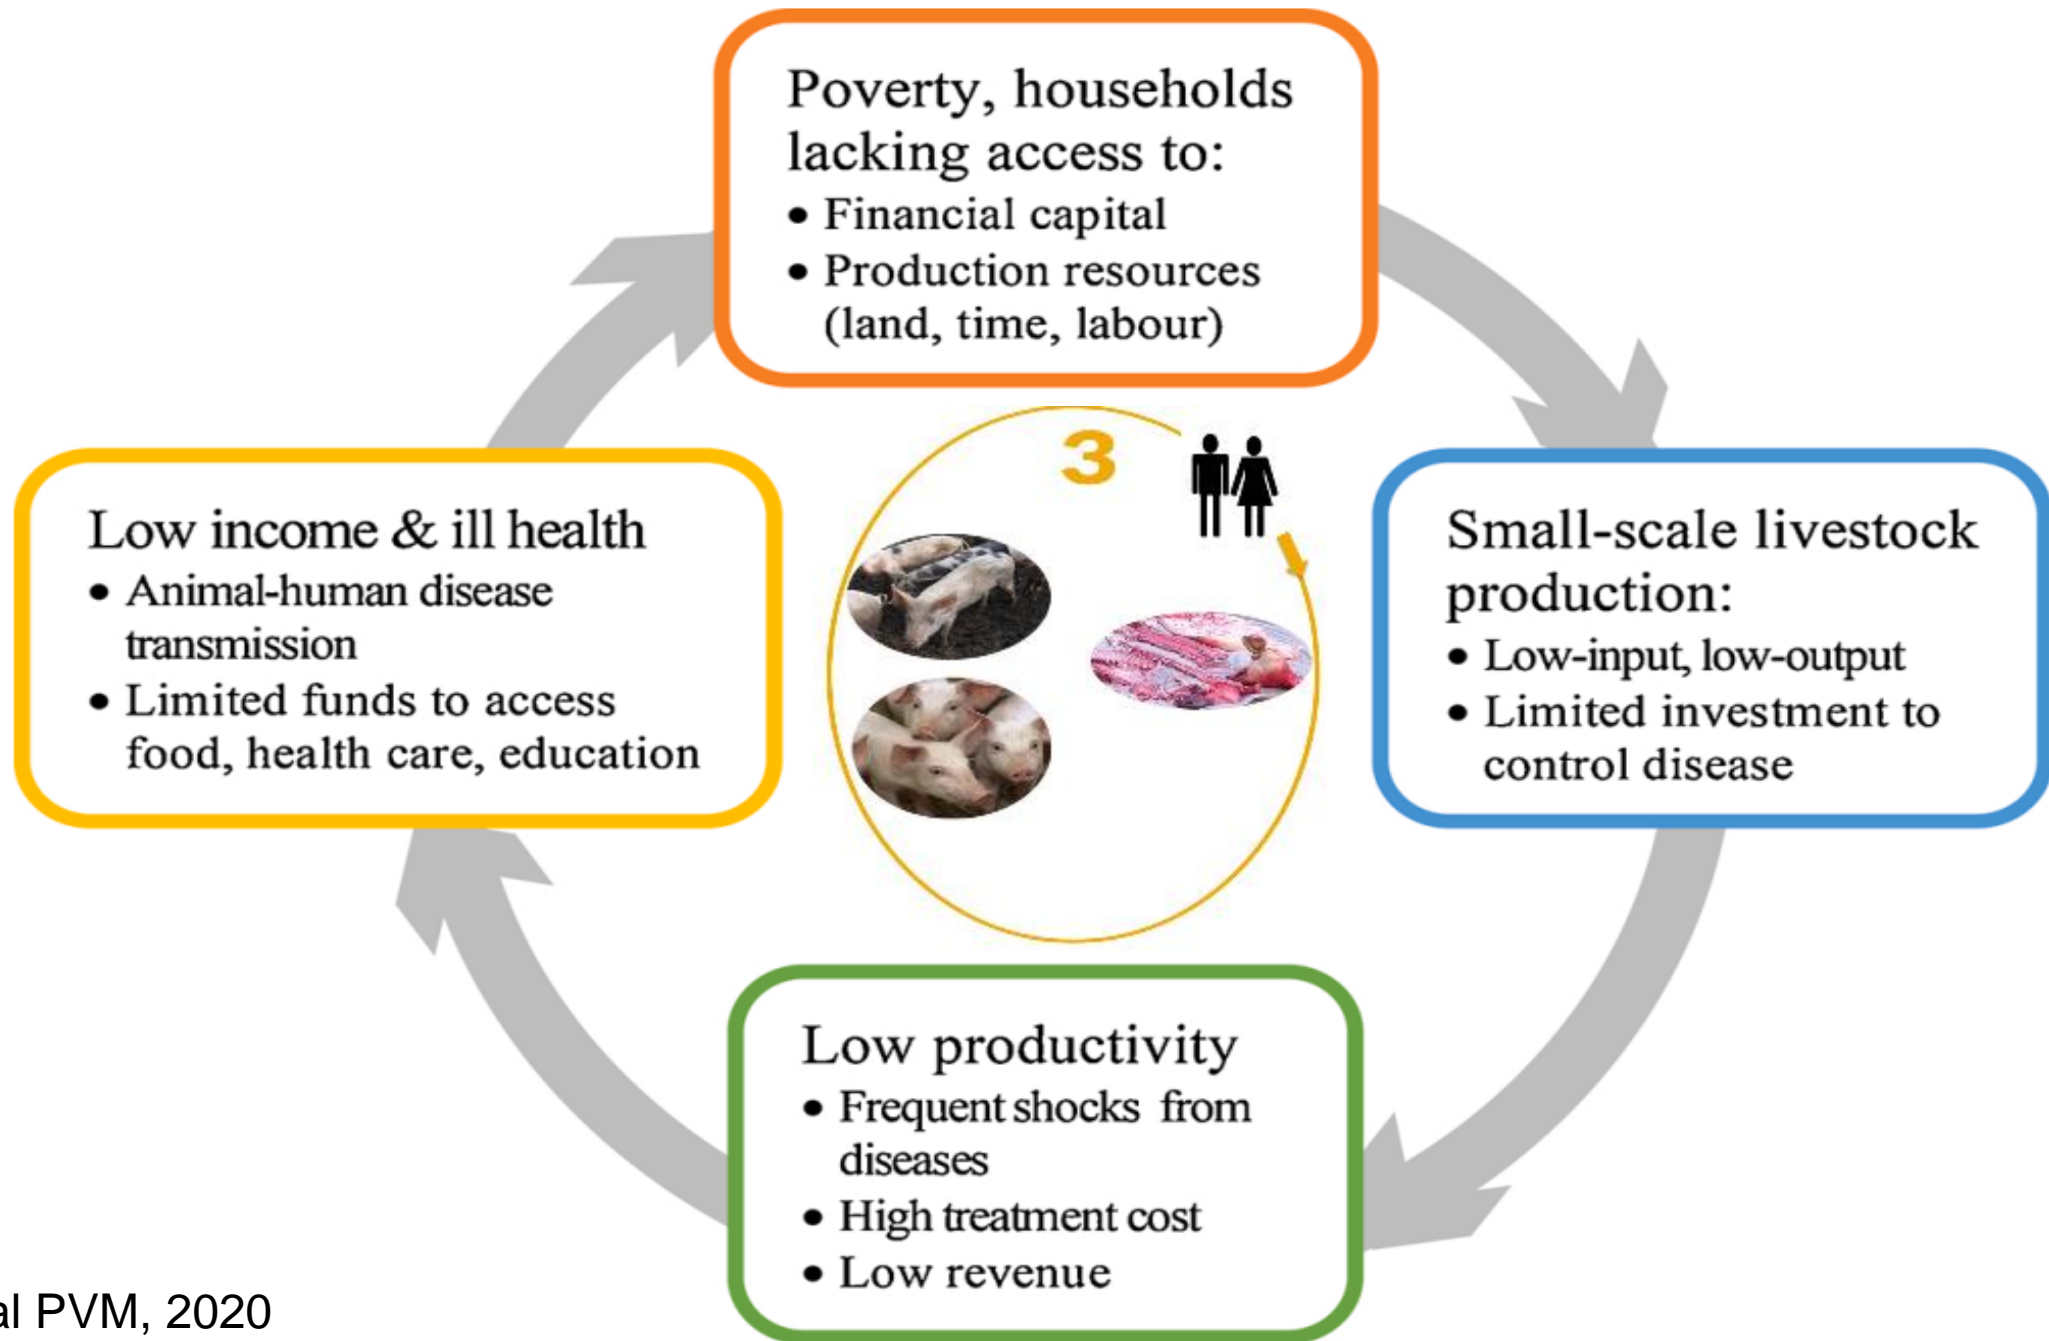 Poverty, households
lacking access to:
• Financial capital
• Production resources
(land, time, labour)
3
Low income & ill health
• Animal-human disease
transmission
• Limited funds to access
food, health care, education
Small-scale livestock
production:
• Low-input, low-output
• Limited investment to
control disease
Low productivity
• Frequent shocks from
diseases
• High treatment cost
• Low revenue
al PVM, 2020